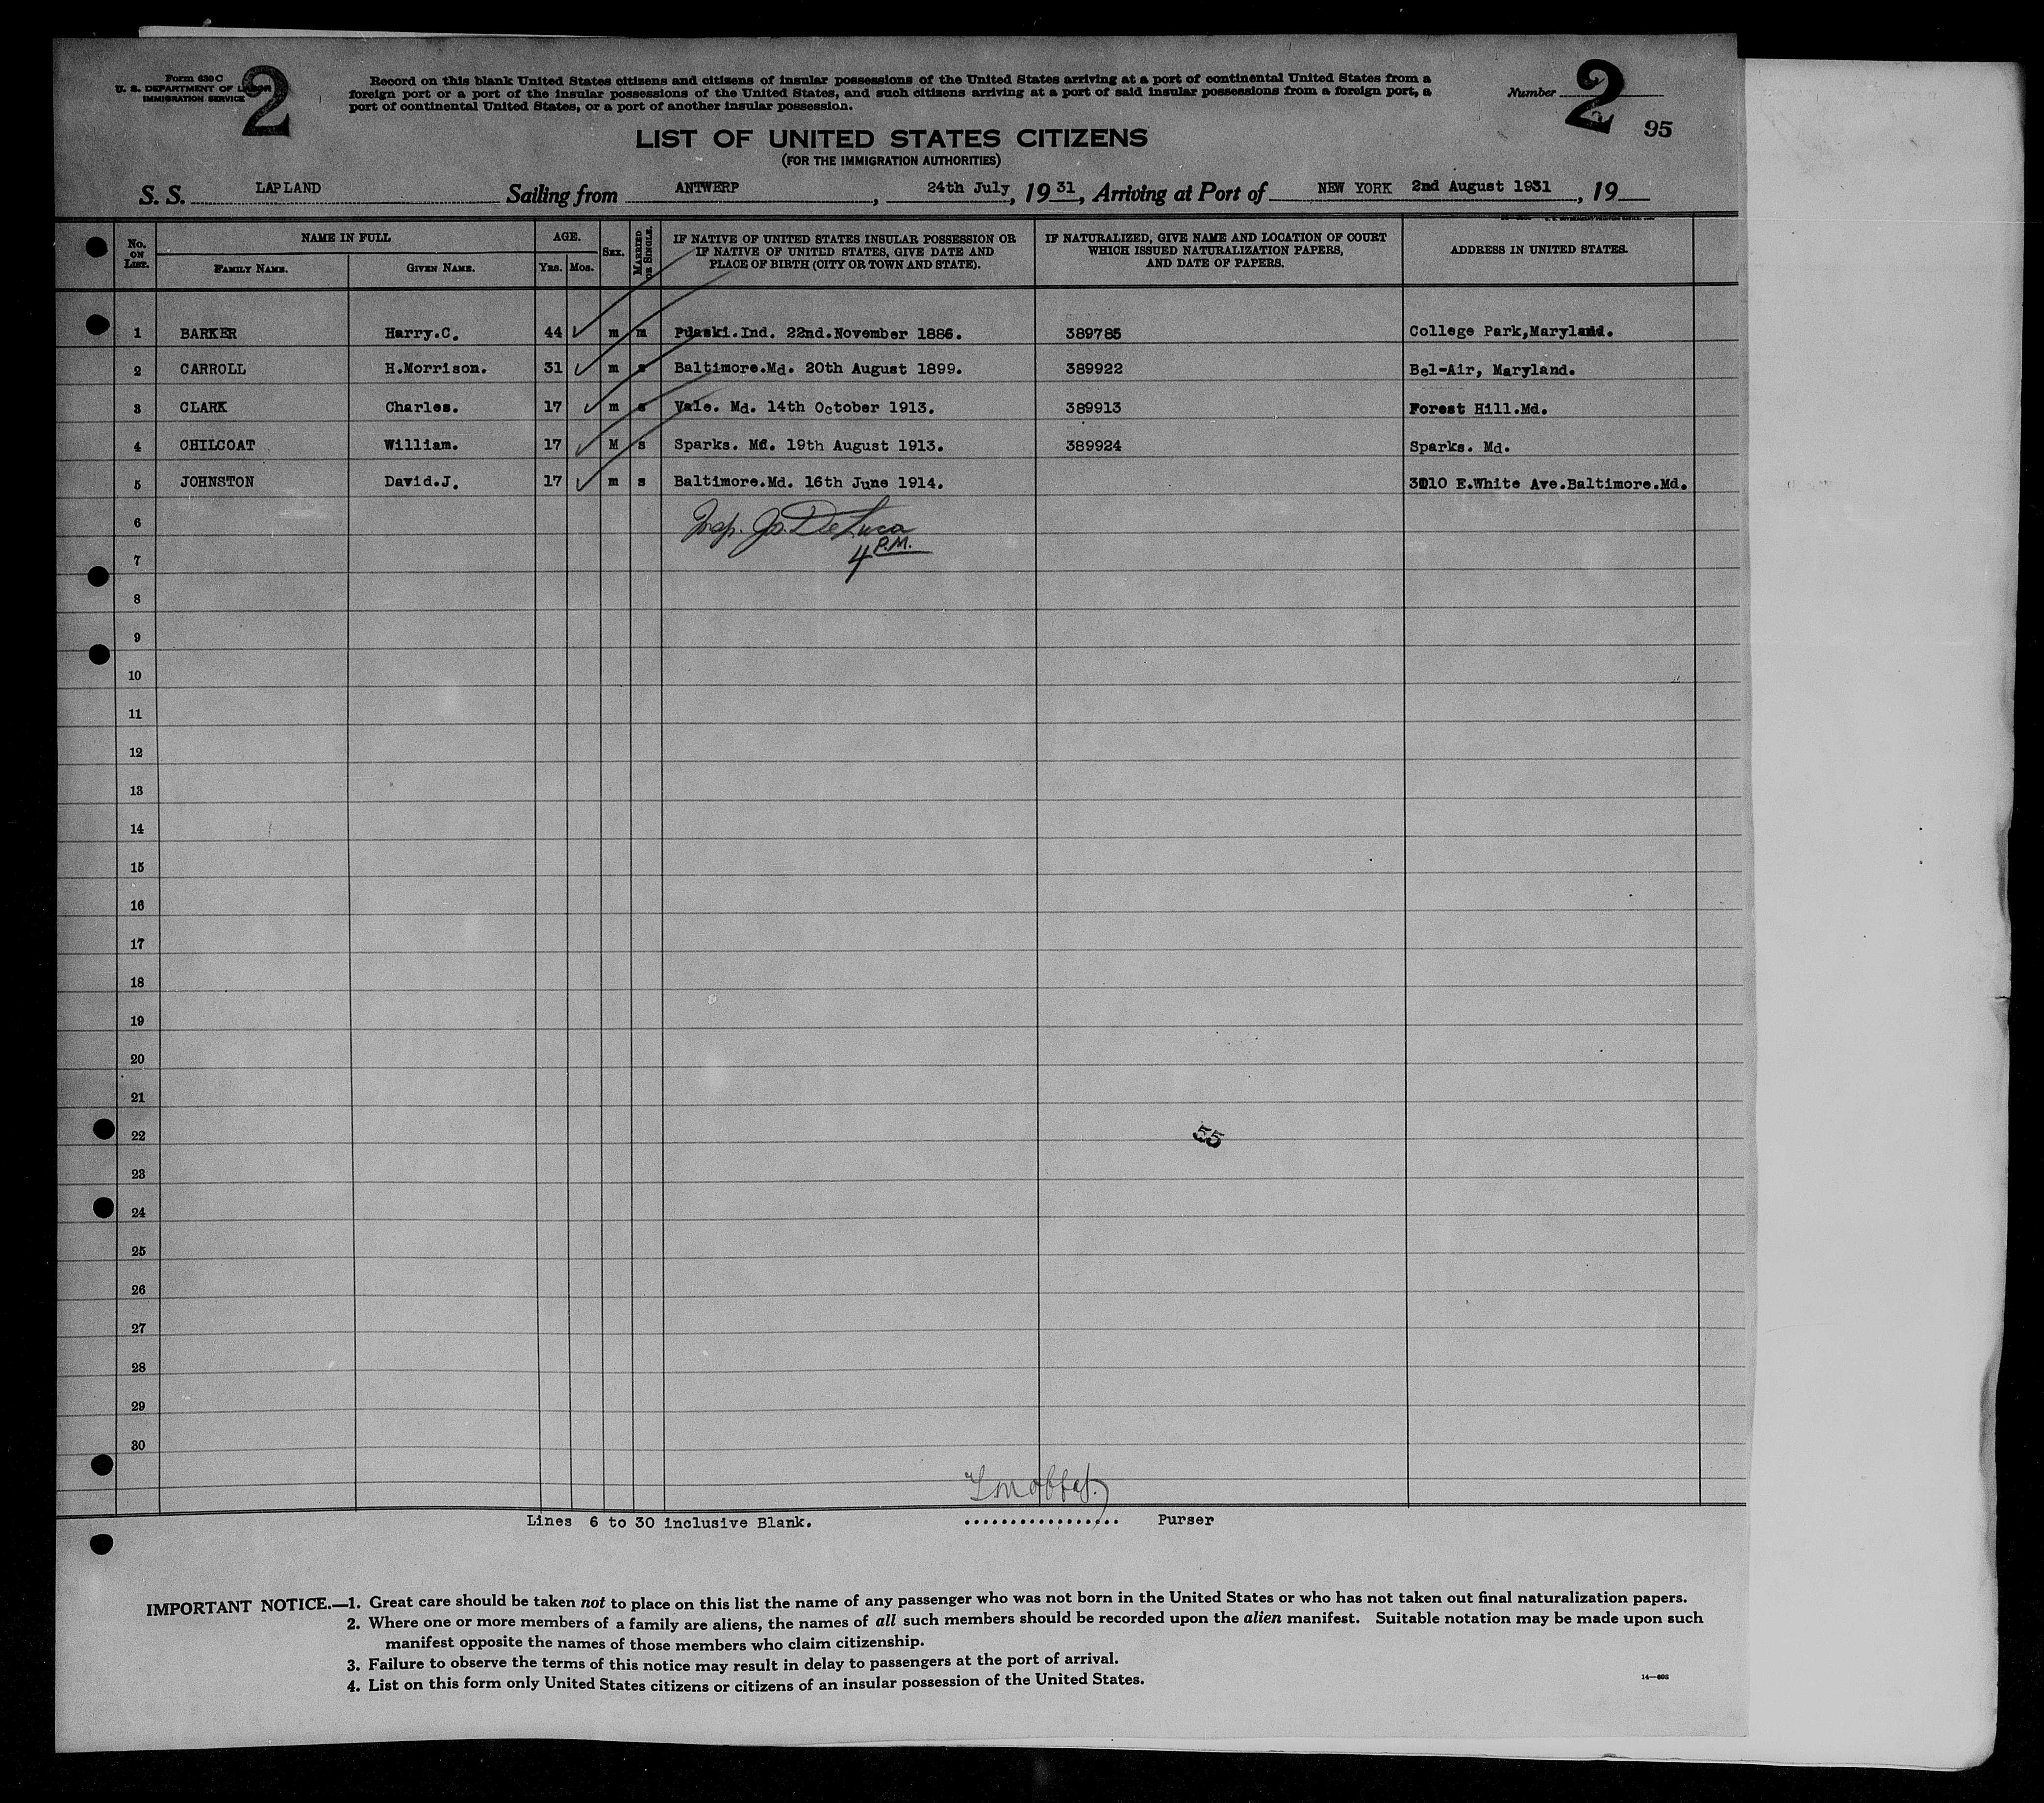 Form 630 C
U. S. DEPARTMENT OF LABOR
IMMIGRATION SERVICE
2
Record on this blank United States citizens and citizens of insular possessions of the United States arriving at a port of continental United States from a
foreign port or a port of the insular possessions of the United States, and such citizens arriving at a port of said insular possessions from a foreign port, a
port of continental United States, or a port of another insular possession.
Number 2
95
LIST OF UNITED STATES CITIZENS
(FOR THE IMMIGRATION AUTHORITIES)
S. S. LAPLAND Sailing from ANTWERP, 24th July, 19 31, Arriving at Port of NEW YORK 2nd August 1931, 19
No. ON LIST. NAME IN FULL AGE. SEX. MARRIED OR SINGLE. IF NATIVE OF UNITED STATES INSULAR POSSESSION OR IF NATIVE OF UNITED STATES, GIVE DATE AND PLACE OF BIRTH (CITY OR TOWN AND STATE). IF NATURALIZED, GIVE NAME AND LOCATION OF COURT WHICH ISSUED NATURALIZATION PAPERS, AND DATE OF PAPERS. ADDRESS IN UNITED STATES.
FAMILY NAME. GIVEN NAME. YRS. MOS.
1 BARKER Harry.C. 44 m m Pulaski.Ind. 22nd.November 1886. 389785 College Park,Maryland.
2 CARROLL H.Morrison. 31 m s Baltimore.Md. 20th August 1899. 389922 Bel-Air, Maryland.
3 CLARK Charles. 17 m s Vale. Md. 14th October 1913. 389913 Forest Hill.Md.
4 CHILCOAT William. 17 M s Sparks. Md. 19th August 1913. 389924 Sparks. Md.
5 JOHNSTON David.J. 17 m s Baltimore.Md. 16th June 1914. 3010 E.White Ave.Baltimore.Md.
6 Insp. Jo. DeLuca
7 4 P.M.
8
9
10
11
12
13
14
15
16
17
18
19
20
21
22 55
23
24
25
26
27
28
29
30
Lines 6 to 30 inclusive Blank. ................. Purser
IMPORTANT NOTICE.—1. Great care should be taken not to place on this list the name of any passenger who was not born in the United States or who has not taken out final naturalization papers.
2. Where one or more members of a family are aliens, the names of all such members should be recorded upon the alien manifest. Suitable notation may be made upon such
manifest opposite the names of those members who claim citizenship.
3. Failure to observe the terms of this notice may result in delay to passengers at the port of arrival.
4. List on this form only United States citizens or citizens of an insular possession of the United States.